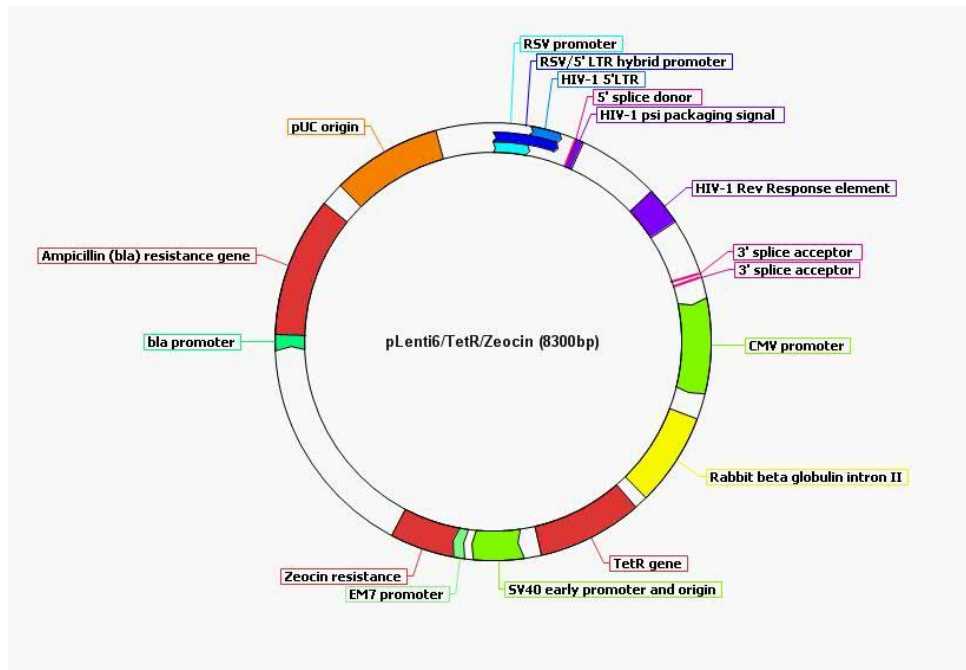 RSV promoter
RSV/5' LTR hybrid promoter
HIV-1 5'LTR
5' splice donor
HIV-1 psi packaging signal
pUC origin
HIV-1 Rev Response element
Ampicillin (bla) resistance gene
3' splice acceptor
3' splice acceptor
bla promoter
pLenti6/TetR/Zeocin (8300bp)
CMV promoter
Rabbit beta globulin intron II
TetR gene
Zeocin resistance
SV40 early promoter and origin
EM7 promoter